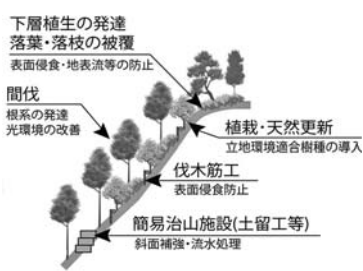 下層植生の発達
落葉・落枝の被覆
表面侵食・地表流等の防止
間伐
根系の発達
光環境の改善
植栽・天然更新
立地環境適合樹種の導入
伐木筋工
表面侵食防止
簡易治山施設(土留工等)
斜面補強・流水処理